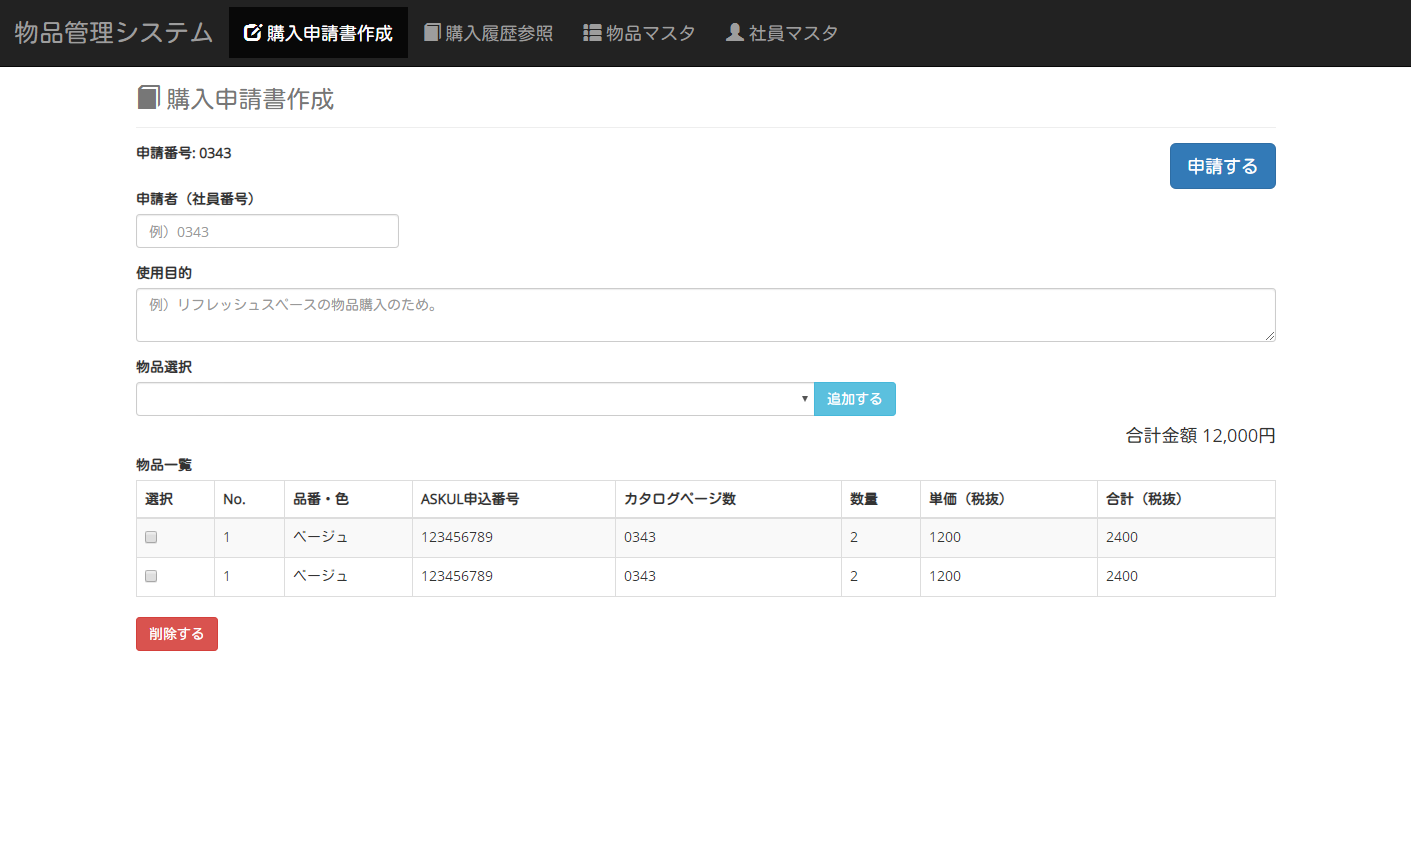 物品管理システム 購入申請書作成 購入履歴参照 物品マスタ 社員マスタ
購入申請書作成
申請番号: 0343
申請する
申請者（社員番号）
例）0343
使用目的
例）リフレッシュスペースの物品購入のため。
物品選択
追加する
合計金額 12,000円
物品一覧
選択 No. 品番・色 ASKUL申込番号 カタログページ数 数量 単価（税抜） 合計（税抜）
1 ベージュ 123456789 0343 2 1200 2400
1 ベージュ 123456789 0343 2 1200 2400
削除する